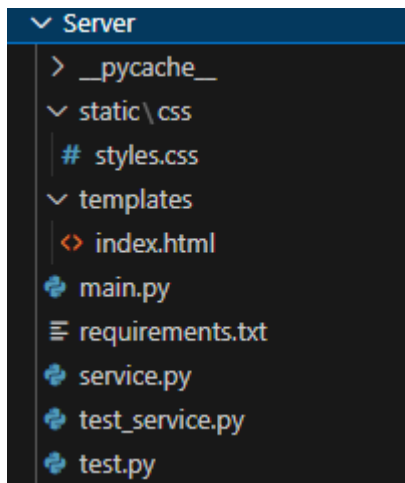 Server
__pycache__
static\css
# styles.css
templates
<> index.html
main.py
requirements.txt
service.py
test_service.py
test.py